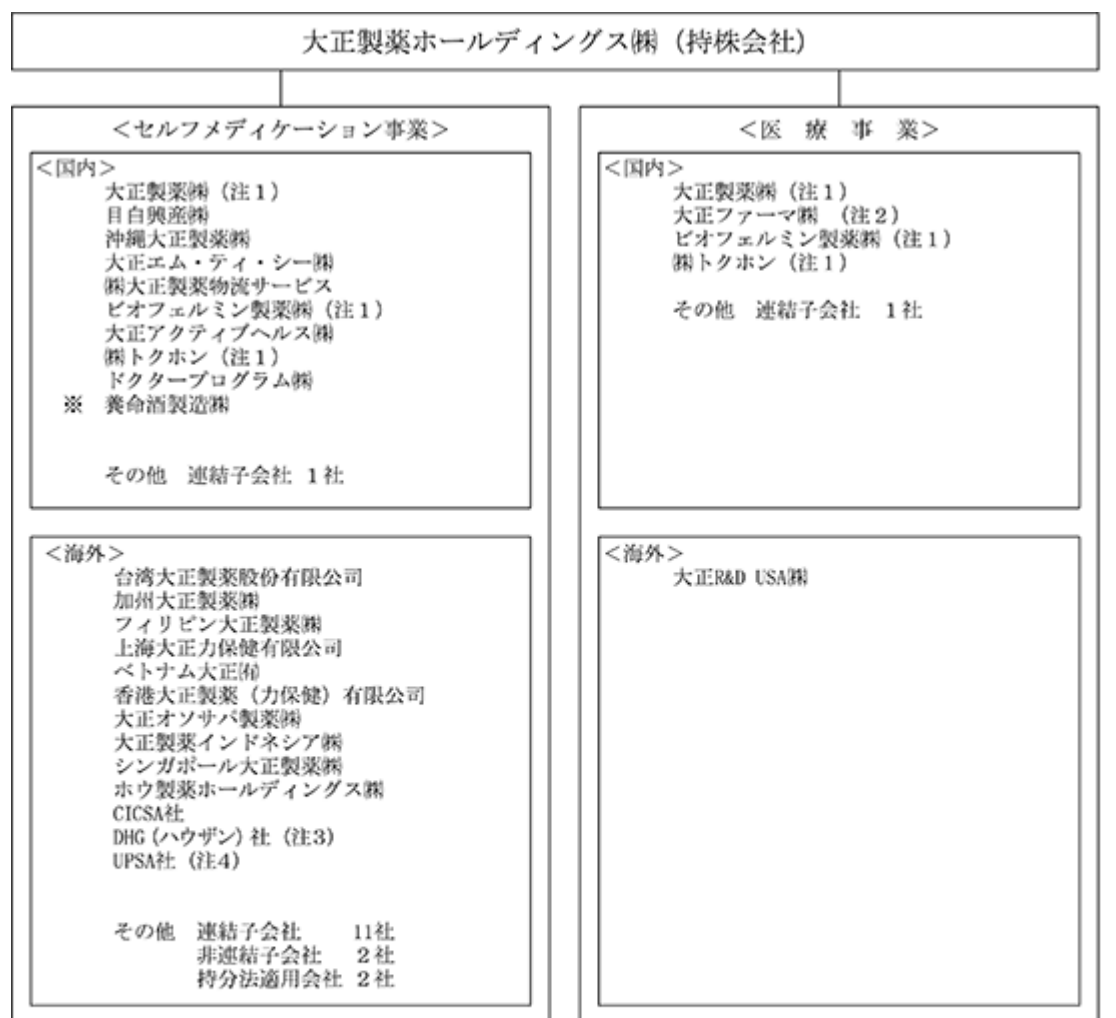 大正製薬ホールディングス㈱（持株会社）
＜セルフメディケーション事業＞
＜国内＞
大正製薬㈱（注１）
目白興産㈱
沖縄大正製薬㈱
大正エム・ティ・シー㈱
㈱大正製薬物流サービス
ビオフェルミン製薬㈱（注１）
大正アクティブヘルス㈱
㈱トクホン（注１）
ドクタープログラム㈱
※　養命酒製造㈱
その他　連結子会社　１社
＜海外＞
台湾大正製薬股份有限公司
加州大正製薬㈱
フィリピン大正製薬㈱
上海大正力保健有限公司
ベトナム大正㈲
香港大正製薬（力保健）有限公司
大正オソサパ製薬㈱
大正製薬インドネシア㈱
シンガポール大正製薬㈱
ホウ製薬ホールディングス㈱
CICSA社
DHG（ハウザン）社（注３）
UPSA社（注４）
その他　連結子会社　11社
非連結子会社　２社
持分法適用会社　２社
＜医　療　事　業＞
＜国内＞
大正製薬㈱（注１）
大正ファーマ㈱　（注２）
ビオフェルミン製薬㈱（注１）
㈱トクホン（注１）
その他　連結子会社　１社
＜海外＞
大正R&D USA㈱